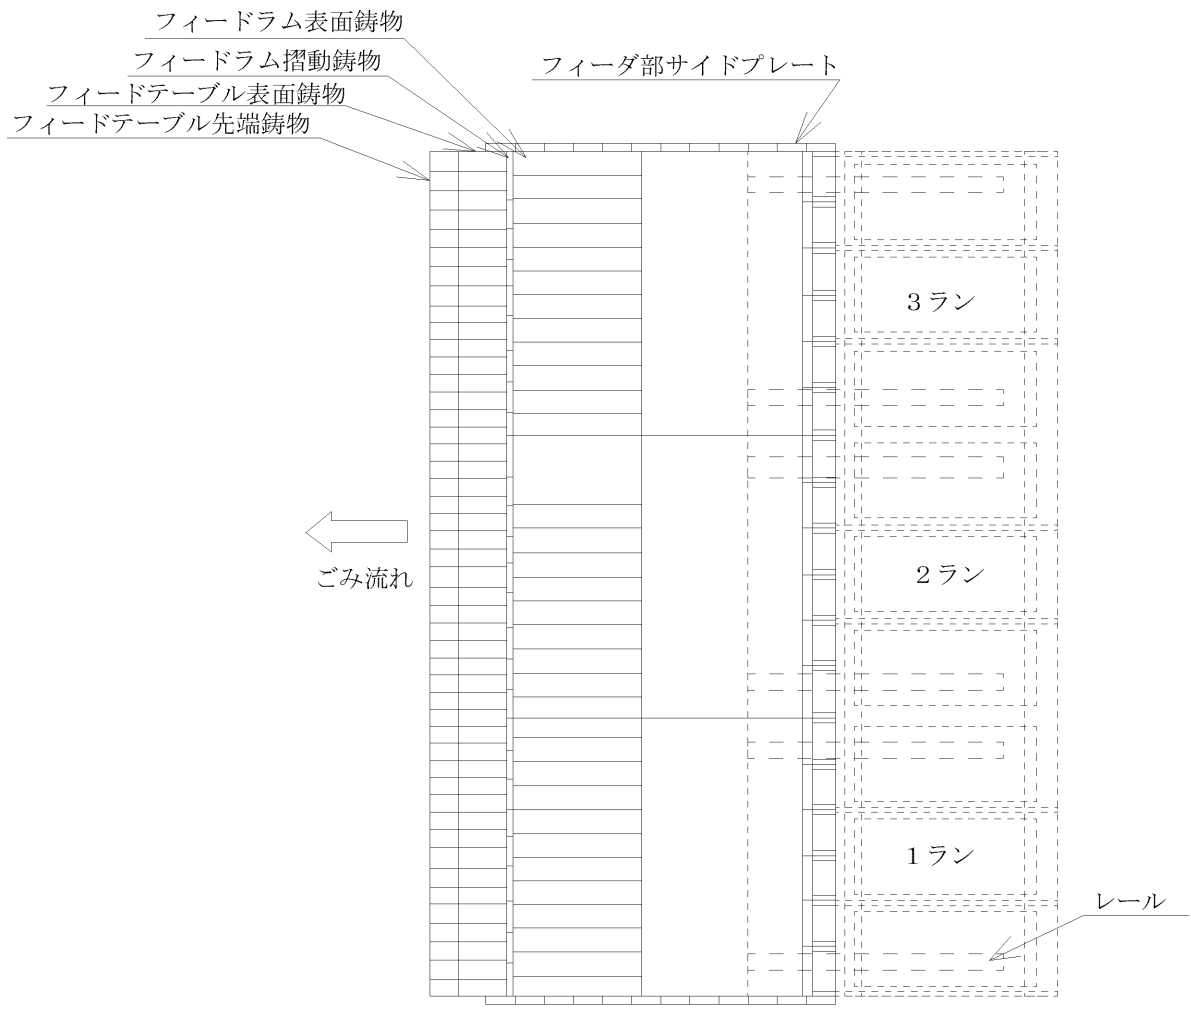 フィードラム表面鋳物
フィードラム摺動鋳物
フィーダ部サイドプレート
フィードテーブル表面鋳物
フィードテーブル先端鋳物
３ラン
ごみ流れ
２ラン
１ラン
レール